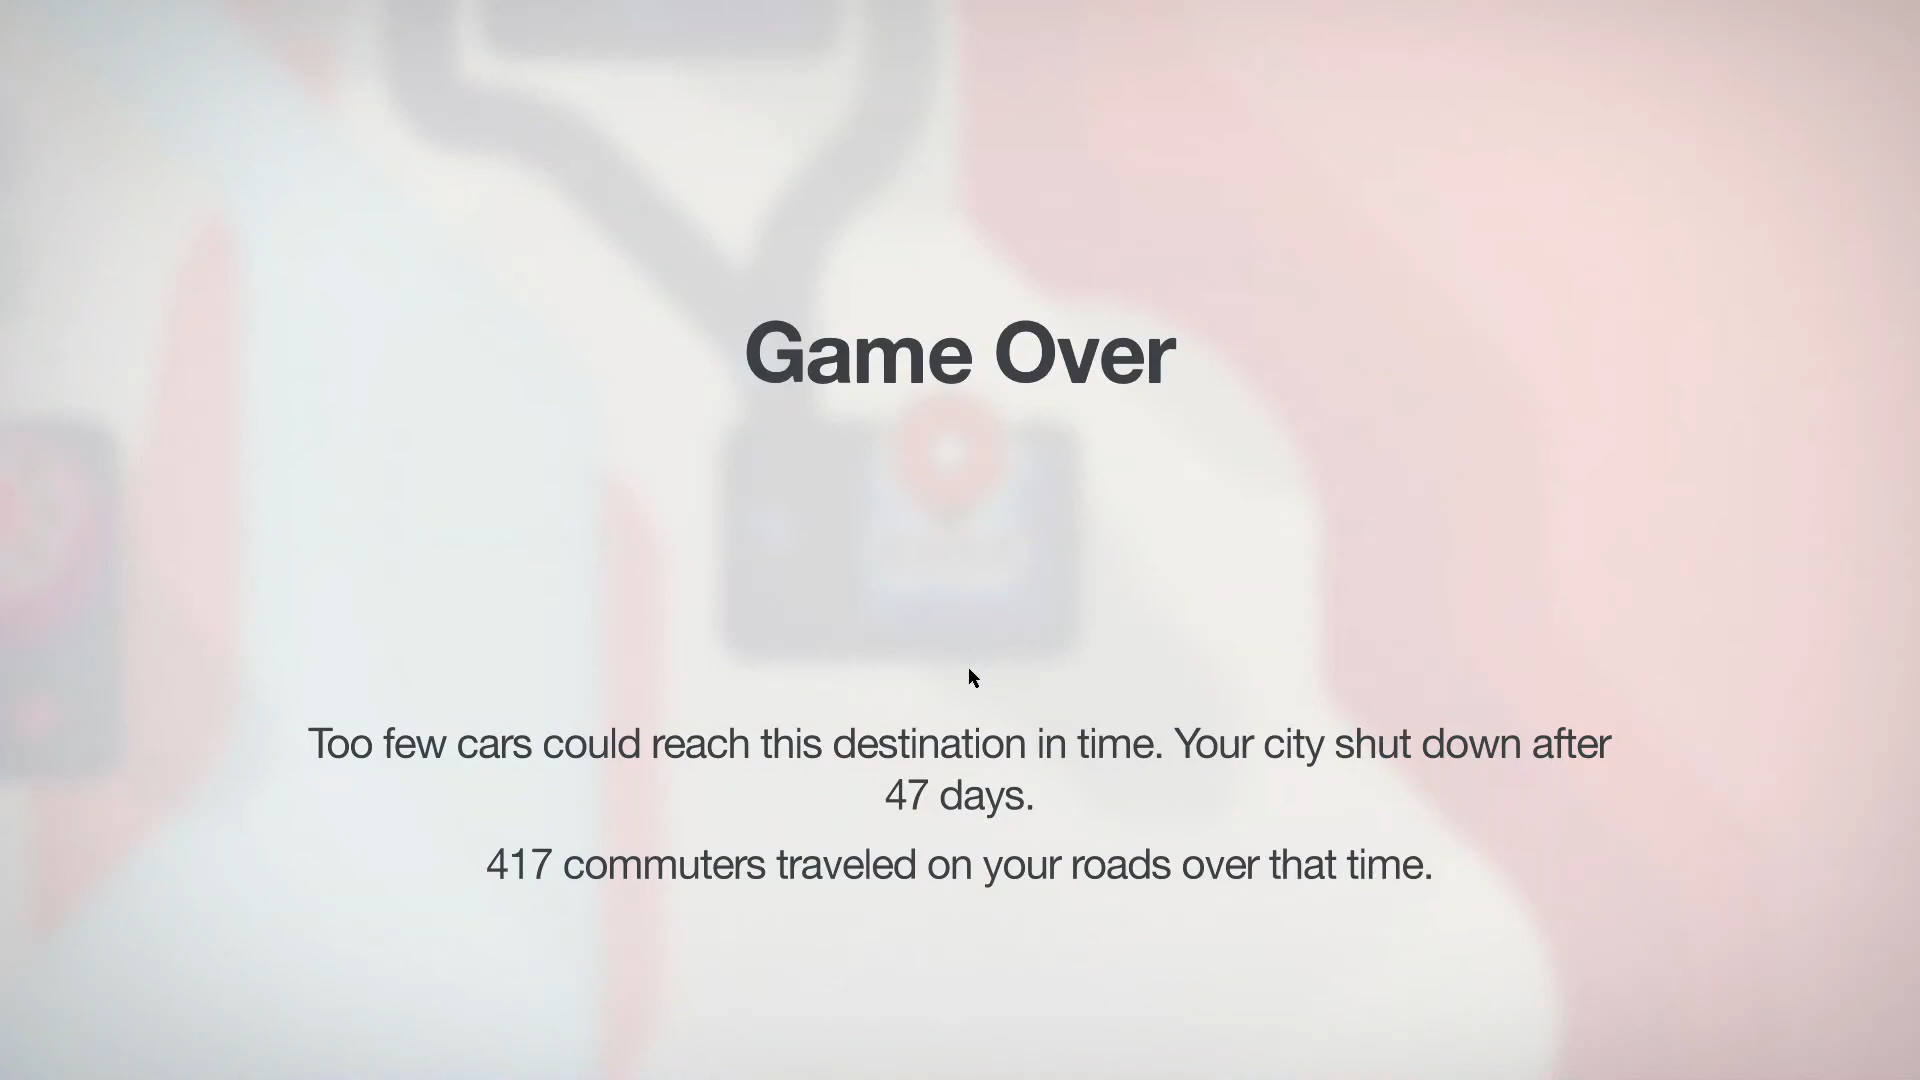 Game Over
Too few cars could reach this destination in time. Your city shut down after
47 days.
417 commuters traveled on your roads over that time.